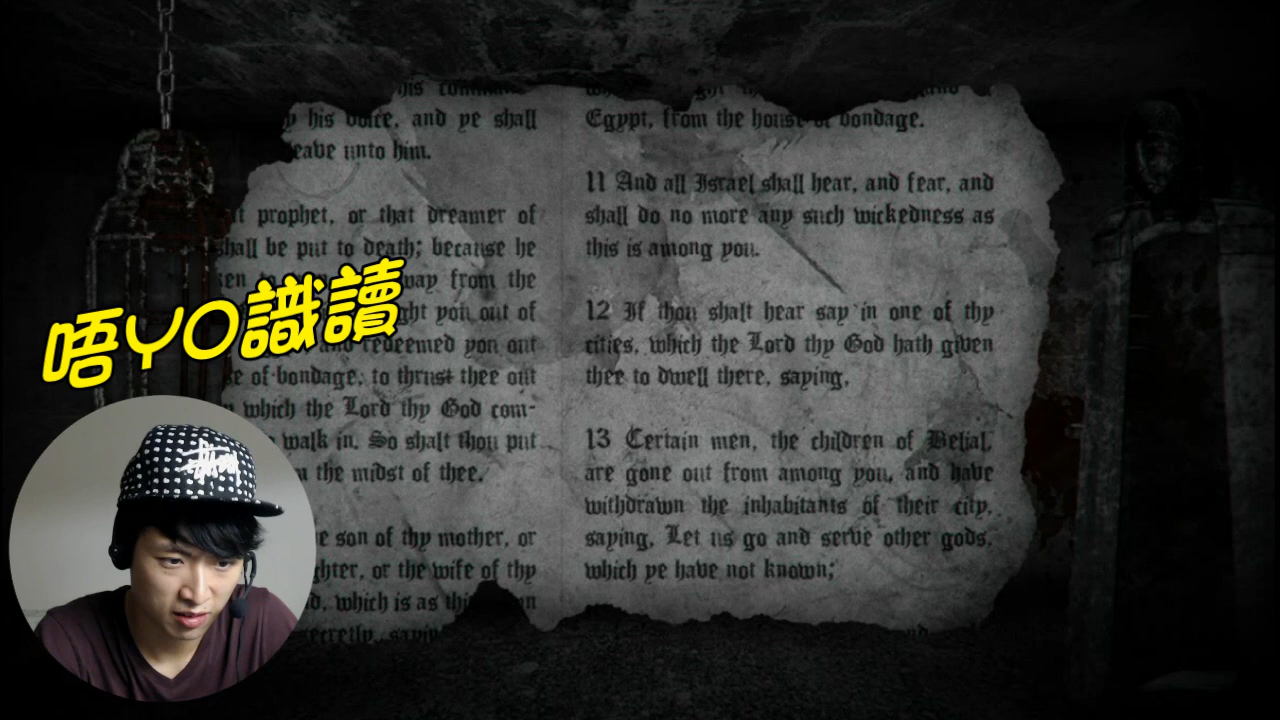 his
y his voice, and ye shall
leave unto him.
prophet, or that dreamer of
shall be put to death; because he
way from the
ght you out of
and redeemed you out
of bondage, to thrust thee out
which the Lord thy God com-
walk in. So shalt thou put
the midst of thee.
son of thy mother, or
ghter, or the wife of thy
which is as
secretly,
Egypt, from the house of bondage.
11 And all Israel shall hear, and fear, and
shall do no more any such wickedness as
this is among you.
12 If thou shalt hear say in one of thy
cities, which the Lord thy God hath given
thee to dwell there, saying,
13 Certain men, the children of Belial,
are gone out from among you, and have
withdrawn the inhabitants of their city,
saying, Let us go and serve other gods,
which ye have not known;
唔YO識讀